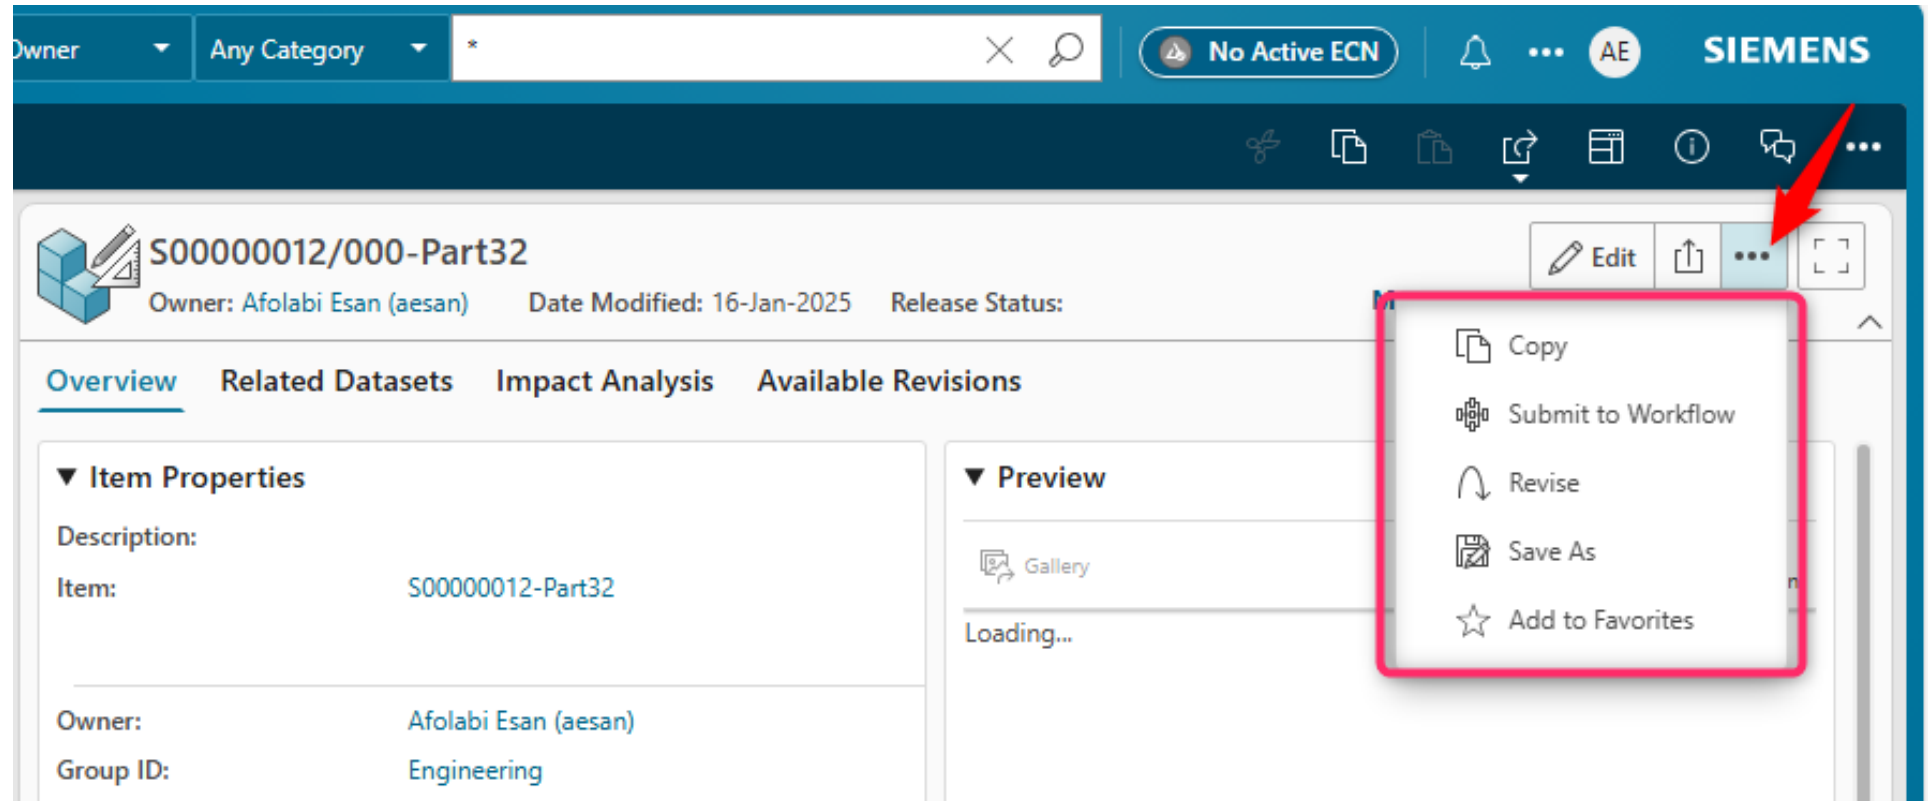 Owner Any Category * No Active ECN AE SIEMENS
S00000012/000-Part32 Edit
Owner: Afolabi Esan (aesan) Date Modified: 16-Jan-2025 Release Status:
Overview Related Datasets Impact Analysis Available Revisions
Copy
Submit to Workflow
Revise
Save As
Add to Favorites
Item Properties
Description:
Item: S00000012-Part32
Owner: Afolabi Esan (aesan)
Group ID: Engineering
Preview
Gallery
Loading...